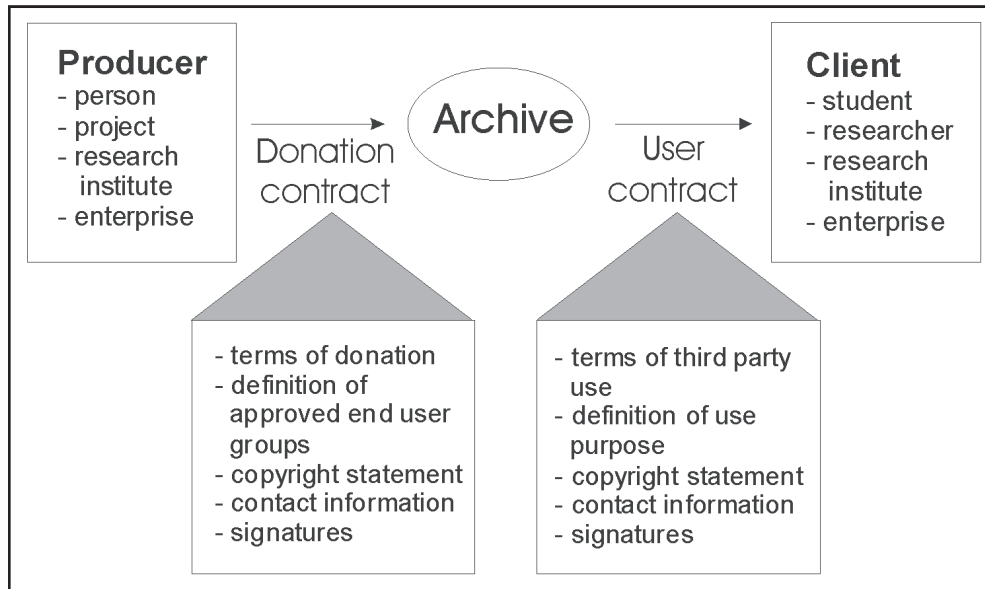 Producer
- person
- project
- research
institute
- enterprise
Donation
contract
Archive
User
contract
Client
- student
- researcher
- research
institute
- enterprise
- terms of donation
- definition of
approved end user
groups
- copyright statement
- contact information
- signatures
- terms of third party
use
- definition of use
purpose
- copyright statement
- contact information
- signatures